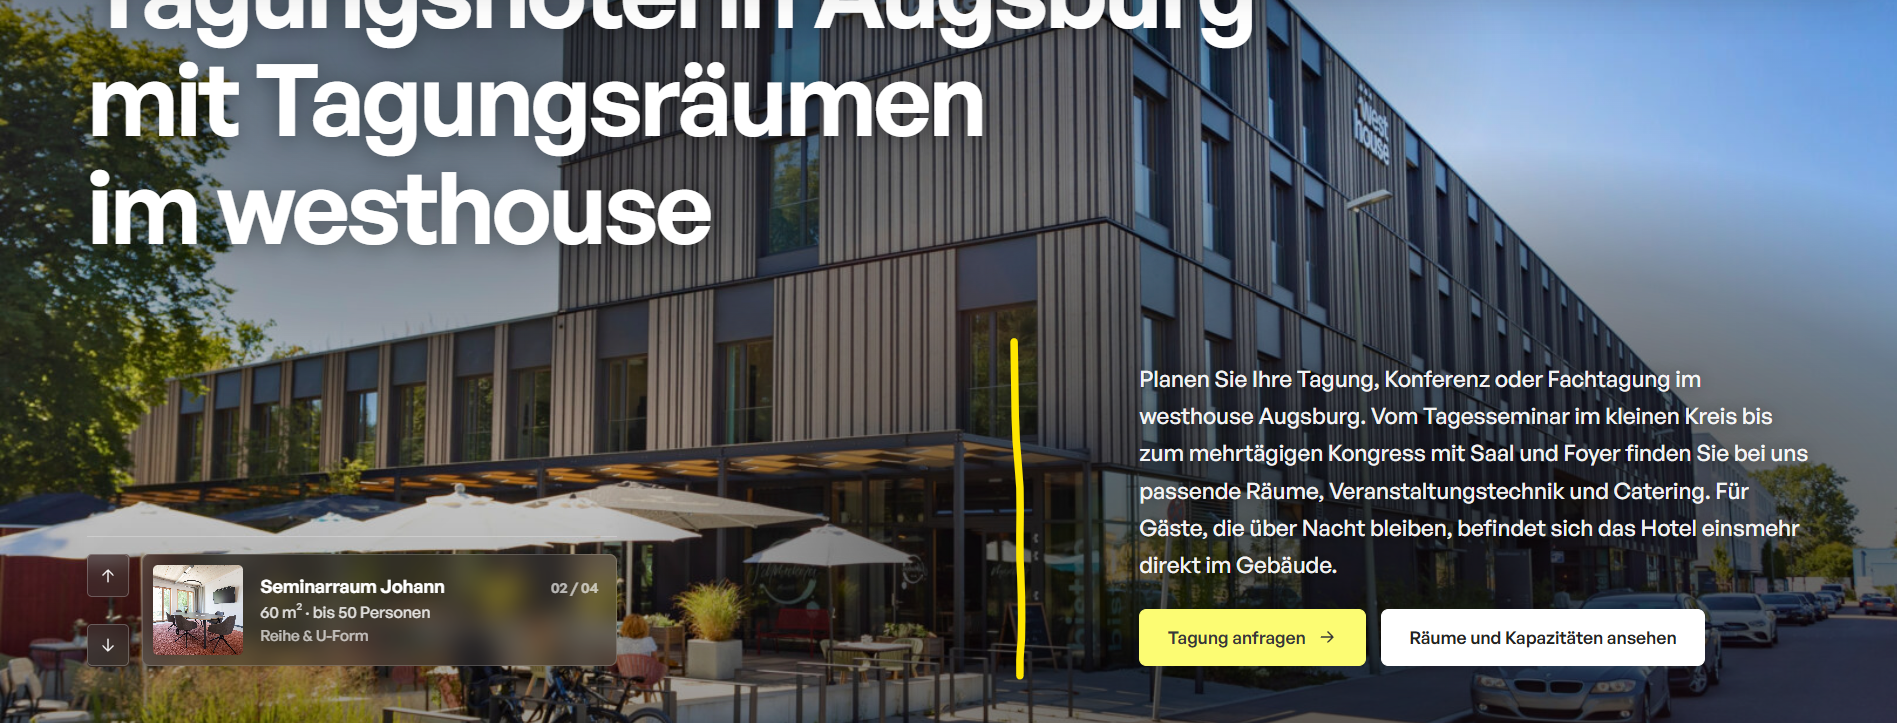 Tagungshotel in Augsburg
mit Tagungsräumen
im westhouse
west
house
Planen Sie Ihre Tagung, Konferenz oder Fachtagung im
westhouse Augsburg. Vom Tagesseminar im kleinen Kreis bis
zum mehrtägigen Kongress mit Saal und Foyer finden Sie bei uns
passende Räume, Veranstaltungstechnik und Catering. Für
Gäste, die über Nacht bleiben, befindet sich das Hotel einsmehr
direkt im Gebäude.
Seminarraum Johann
02 / 04
60 m² · bis 50 Personen
Reihe & U-Form
Tagung anfragen →
Räume und Kapazitäten ansehen